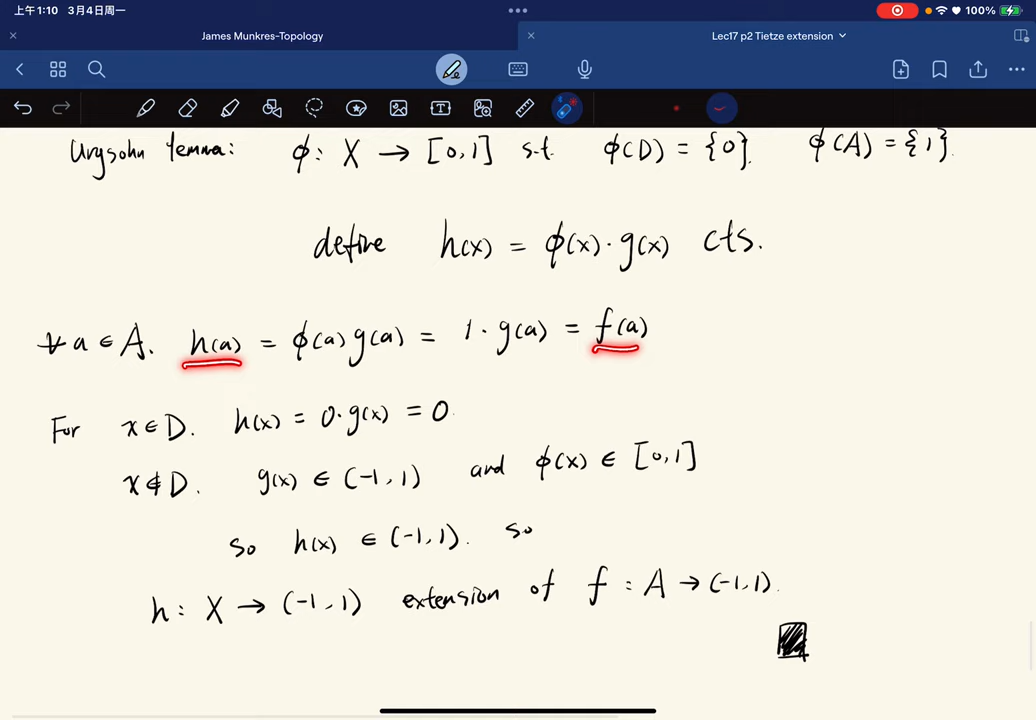 上午1:10 3月4日周一 100%
James Munkres-Topology Lec17 p2 Tietze extension
Urysohn lemma: ϕ: X → [0,1] s.t. ϕ(D) = {0}. ϕ(A) = {1}.
define h(x) = ϕ(x)·g(x) cts.
∀ a ∈ A. h(a) = ϕ(a)g(a) = 1·g(a) = f(a)
For x ∈ D. h(x) = 0·g(x) = 0.
x ∉ D. g(x) ∈ (-1,1) and ϕ(x) ∈ [0,1]
so h(x) ∈ (-1,1). so
h: X → (-1,1) extension of f: A → (-1,1).